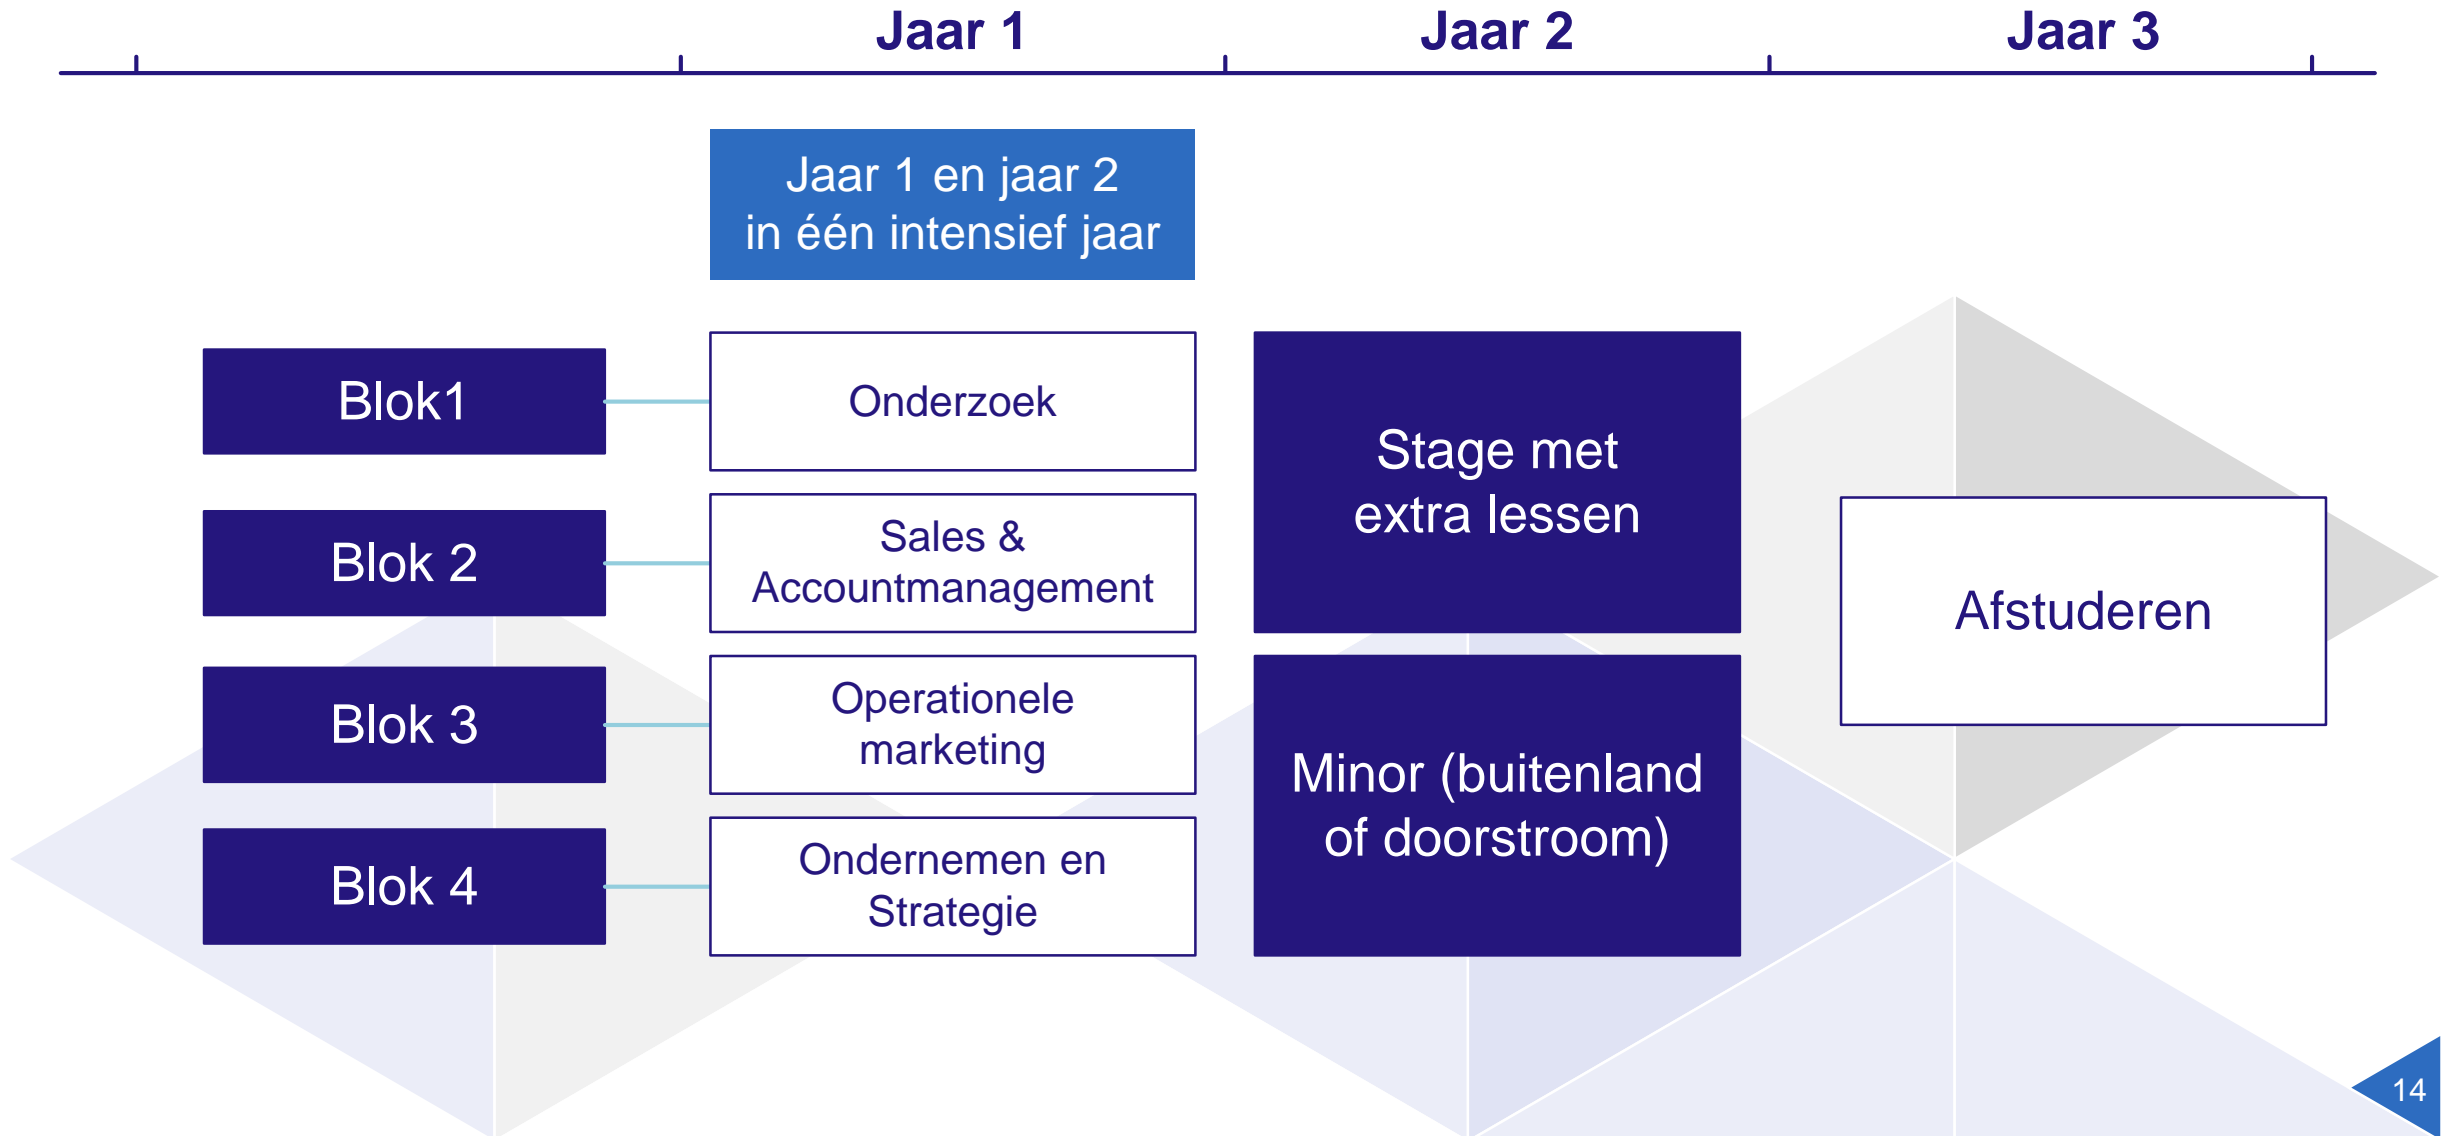 Jaar 1
Jaar 2
Jaar 3
Jaar 1 en jaar 2
in één intensief jaar
Blok1
Onderzoek
Blok 2
Sales &
Accountmanagement
Blok 3
Operationele
marketing
Blok 4
Ondernemen en
Strategie
Stage met
extra lessen
Minor (buitenland
of doorstroom)
Afstuderen
14